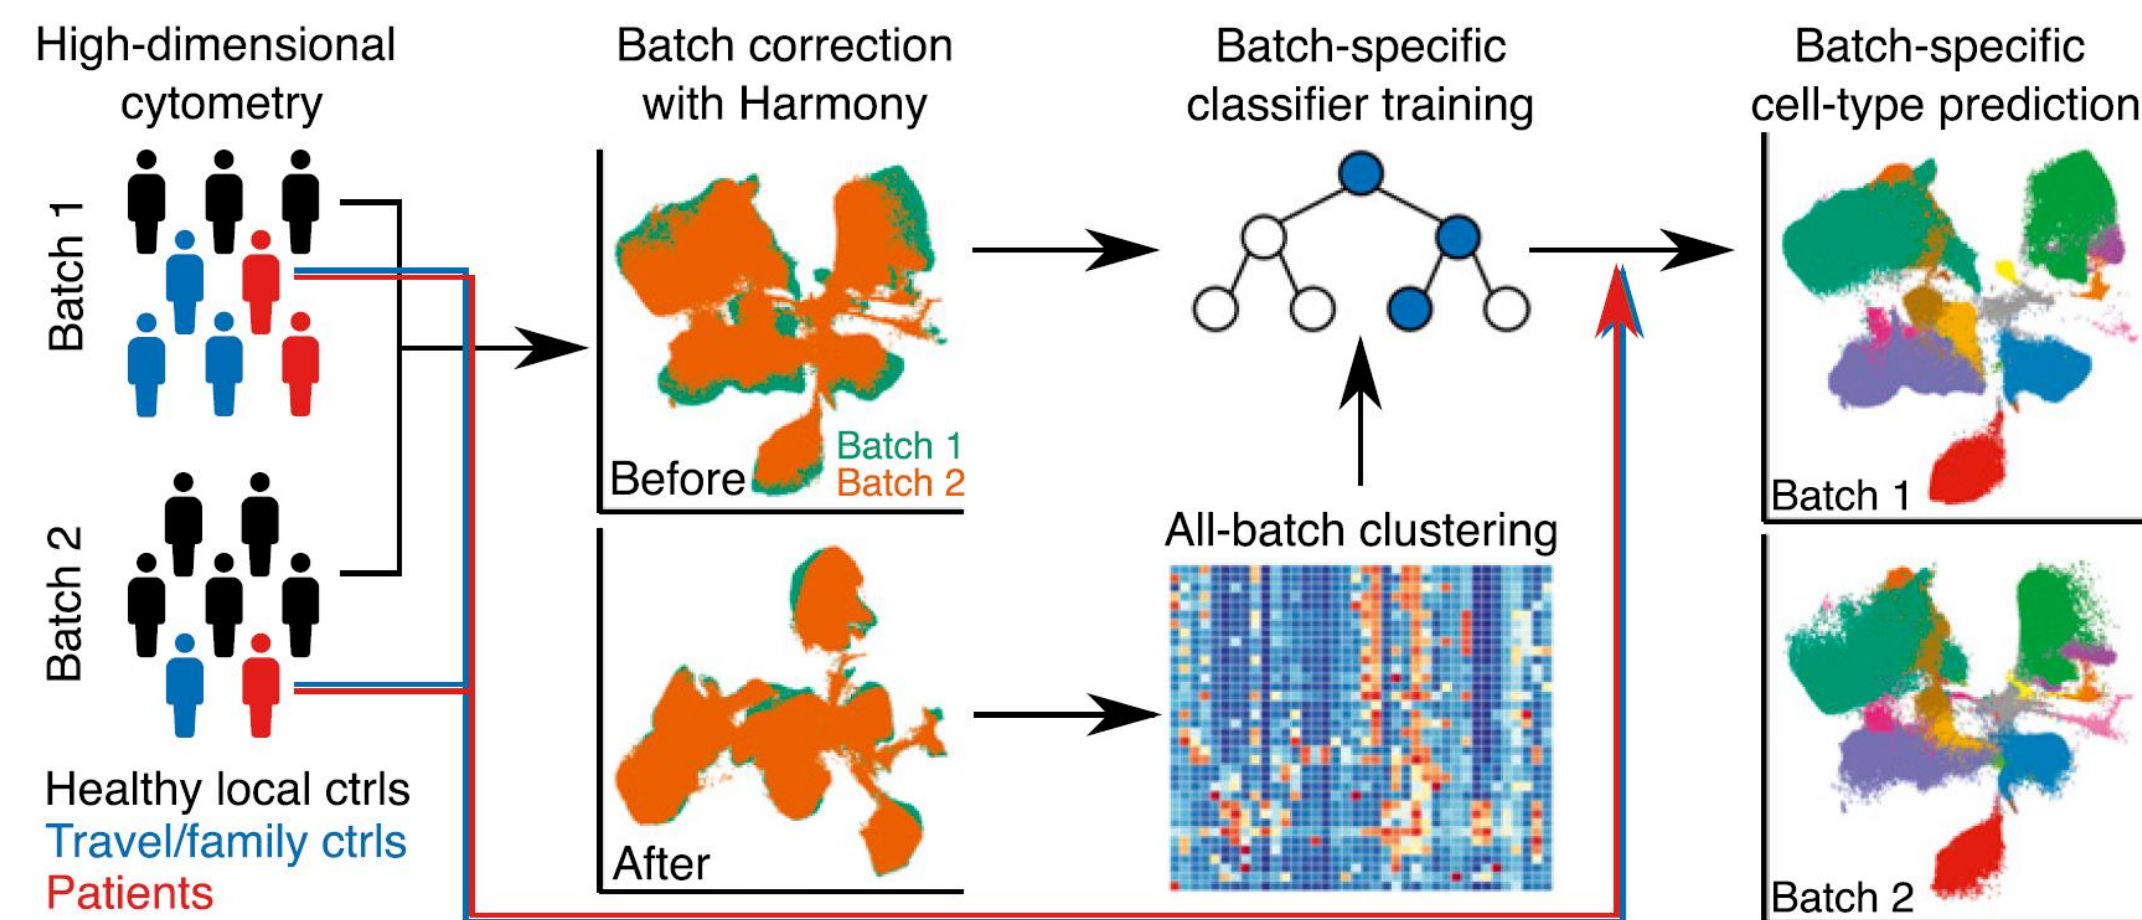 High-dimensional
cytometry
Batch 1
Batch 2
Healthy local ctrls
Travel/family ctrls
Patients
Batch correction
with Harmony
Batch 1
Batch 2
Before
After
Batch-specific
classifier training
All-batch clustering
Batch-specific
cell-type prediction
Batch 1
Batch 2